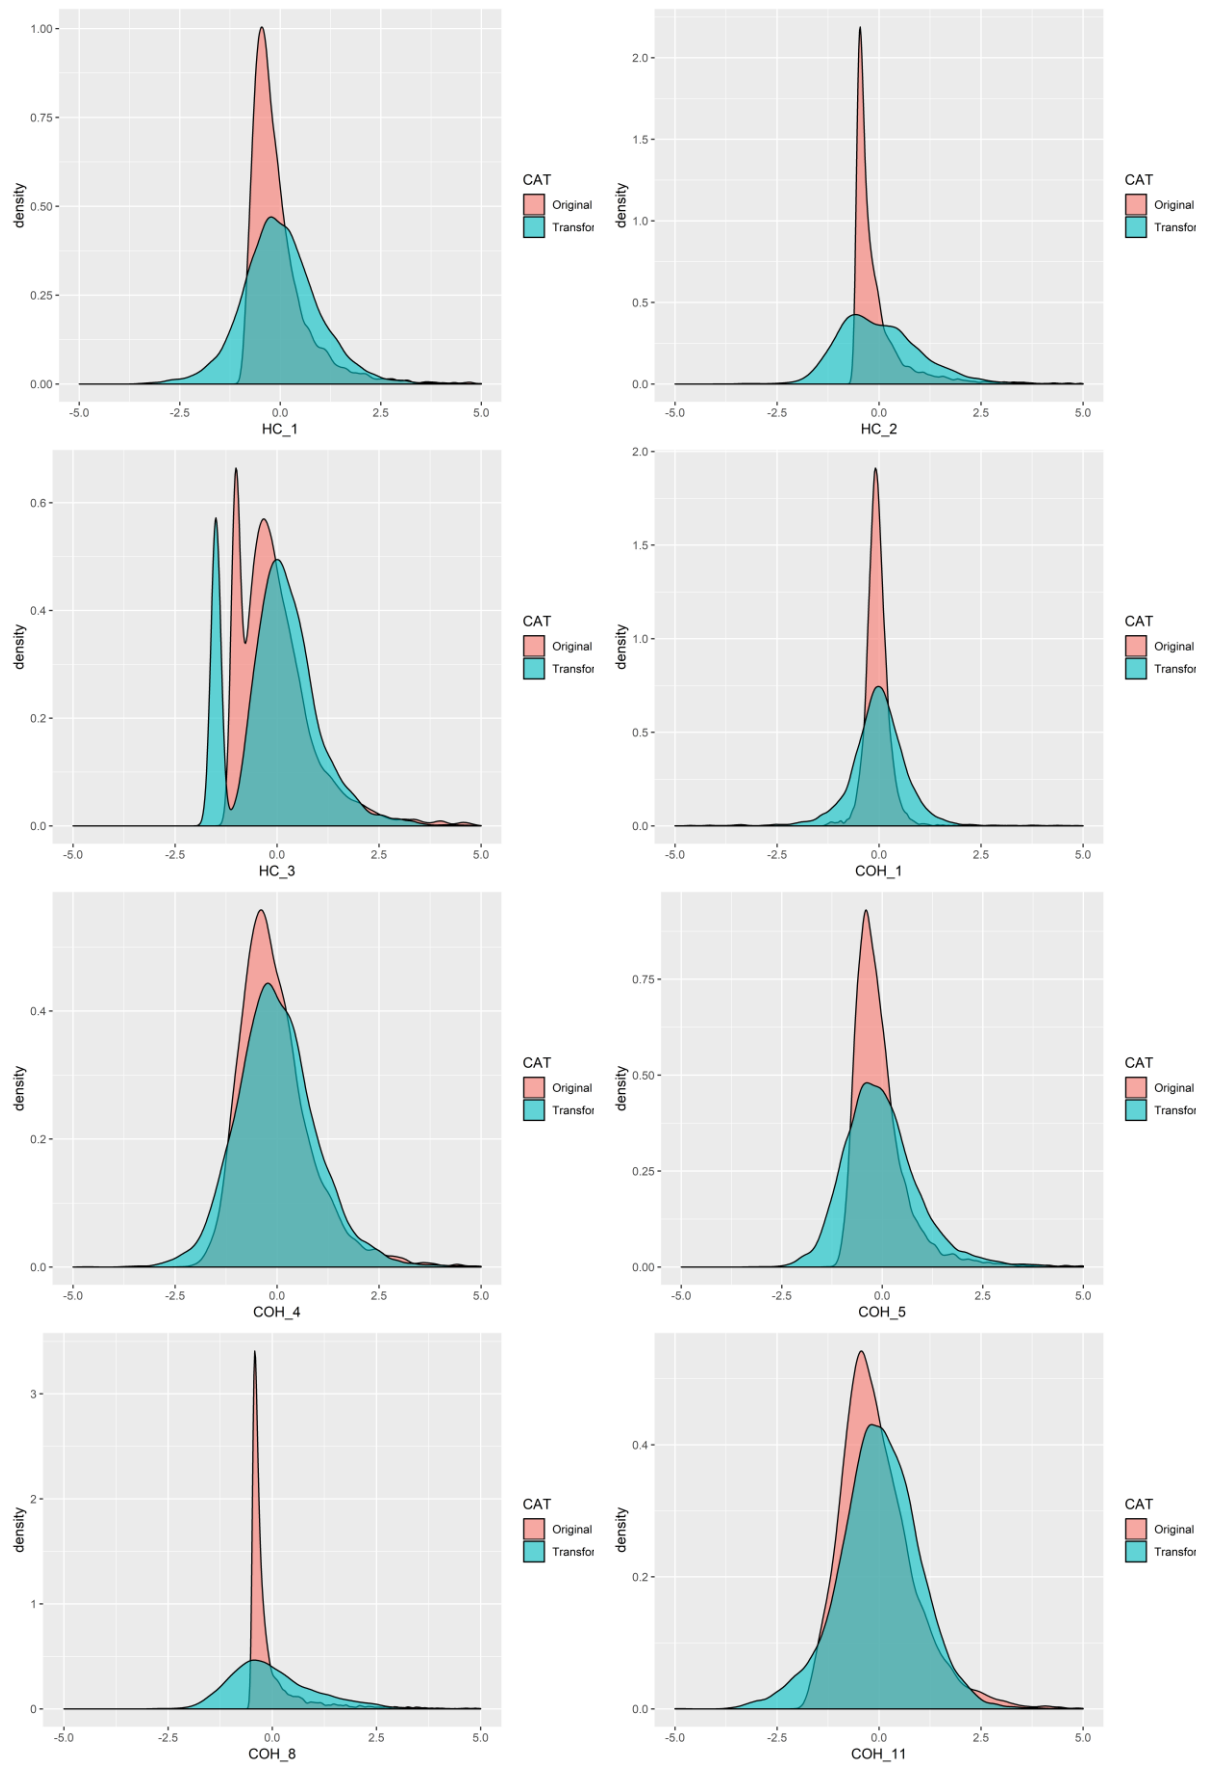 1.00
0.75
0.50
0.25
0.00
density
-5.0 -2.5 0.0 2.5 5.0
HC_1
CAT
Original
Transfor
2.0
1.5
1.0
0.5
0.0
density
-5.0 -2.5 0.0 2.5 5.0
HC_2
CAT
Original
Transfor
0.6
0.4
0.2
0.0
density
-5.0 -2.5 0.0 2.5 5.0
HC_3
CAT
Original
Transfor
2.0
1.5
1.0
0.5
0.0
density
-5.0 -2.5 0.0 2.5 5.0
COH_1
CAT
Original
Transfor
0.4
0.2
0.0
density
-5.0 -2.5 0.0 2.5 5.0
COH_4
CAT
Original
Transfor
0.75
0.50
0.25
0.00
density
-5.0 -2.5 0.0 2.5 5.0
COH_5
CAT
Original
Transfor
3
2
1
0
density
-5.0 -2.5 0.0 2.5 5.0
COH_8
CAT
Original
Transfor
0.4
0.2
0.0
density
-5.0 -2.5 0.0 2.5 5.0
COH_11
CAT
Original
Transfor